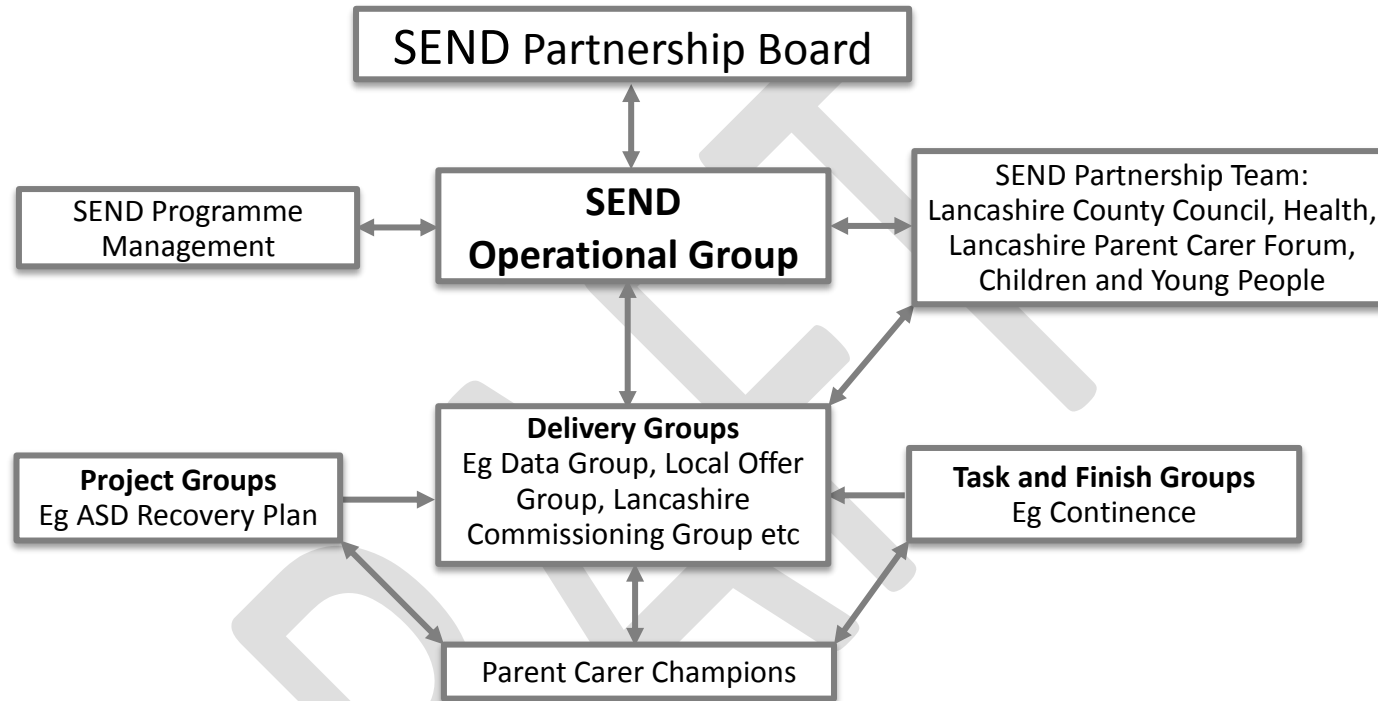 SEND Partnership Board
SEND
Operational Group
SEND Programme
Management
SEND Partnership Team:
Lancashire County Council, Health,
Lancashire Parent Carer Forum,
Children and Young People
Project Groups
Eg ASD Recovery Plan
Delivery Groups
Eg Data Group, Local Offer
Group, Lancashire
Commissioning Group etc
Task and Finish Groups
Eg Continence
Parent Carer Champions
DRAFT